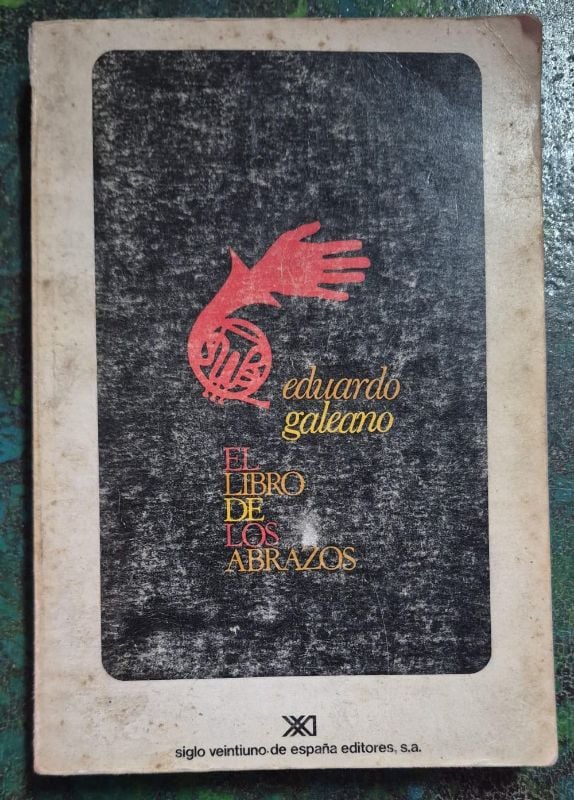 eduardo
galeano
EL
LIBRO
DE
LOS
ABRAZOS
siglo veintiuno de españa editores, s.a.